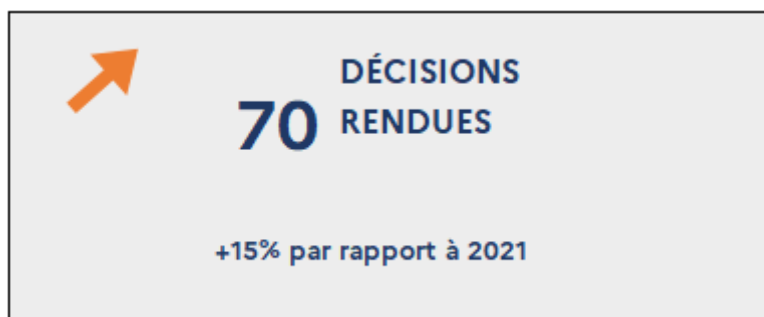 DÉCISIONS
70 RENDUES
+15% par rapport à 2021